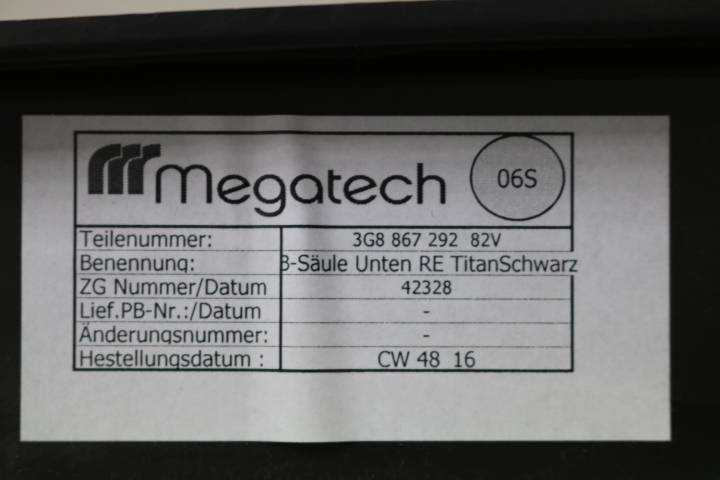 megatech 06S
Teilenummer: 3G8 867 292 82V
Benennung: B-Säule Unten RE TitanSchwarz
ZG Nummer/Datum 42328
Lief.PB-Nr.:/Datum -
Änderungsnummer: -
Hestellungsdatum : CW 48 16